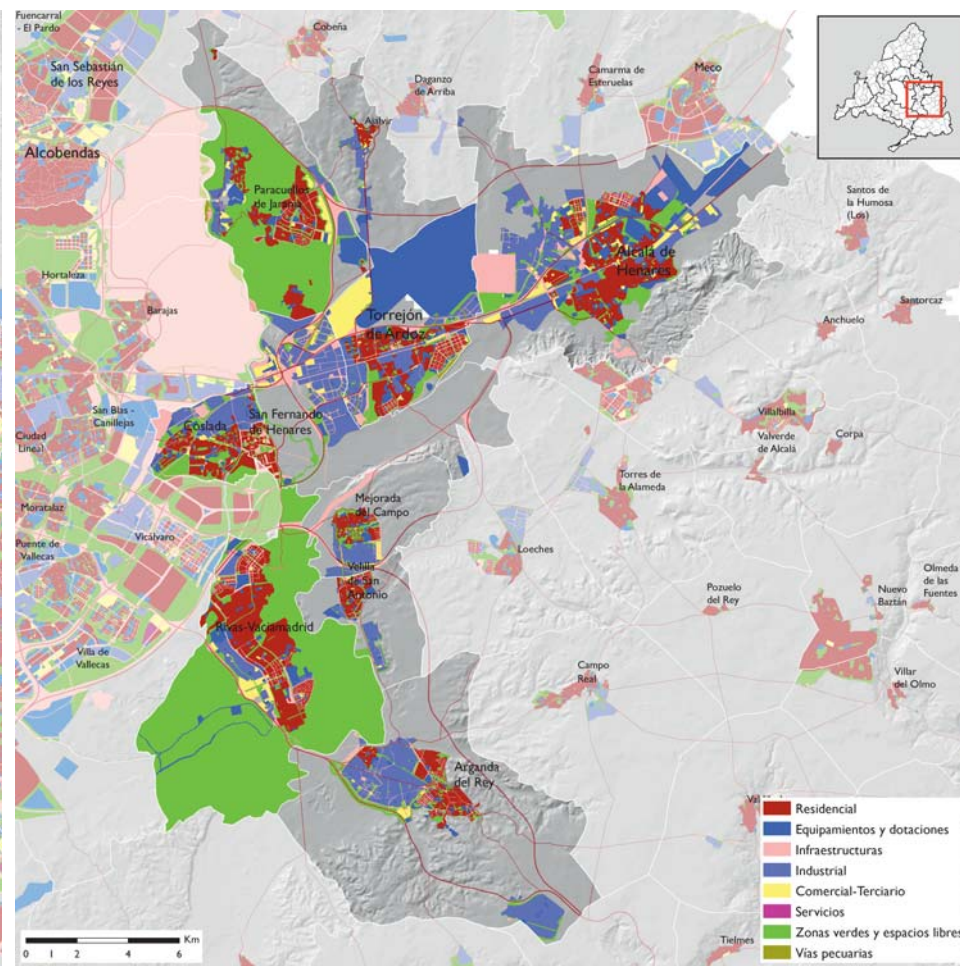 Fuencarral
- El Pardo
Cobeña
San Sebastián
de los Reyes
Daganzo
de Arriba
Camarma de
Esteruelas
Meco
Ajalvir
Alcobendas
Paracuellos
de Jarama
Santos de
la Humosa
(Los)
Alcalá de
Henares
Hortaleza
Barajas
Santorcaz
Anchuelo
Torrejón
de Ardoz
San Blas -
Canillejas
San Fernando
de Henares
Coslada
Ciudad
Lineal
Villalbilla
Valverde
de Alcalá
Corpa
Torres de
la Alameda
Mejorada
del Campo
Moratalaz
Vicálvaro
Puente de
Vallecas
Loeches
Velilla
de San
Antonio
Pozuelo
del Rey
Nuevo
Baztán
Olmeda
de las
Fuentes
Rivas-Vaciamadrid
Villa de
Vallecas
Campo
Real
Villar
del Olmo
Arganda
del Rey
Residencial
Equipamientos y dotaciones
Infraestructuras
Industrial
Comercial-Terciario
Servicios
Zonas verdes y espacios libres
Vías pecuarias
Km
0 1 2 4 6
Tielmes